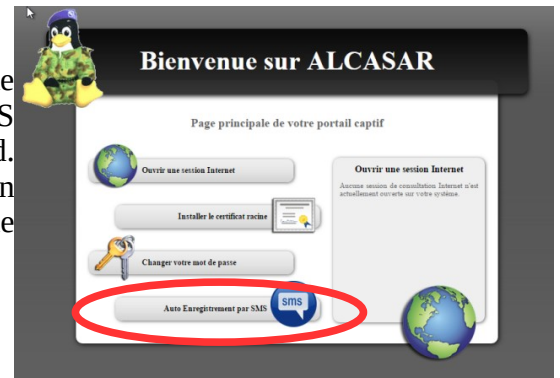 Bienvenue sur ALCASAR
Page principale de votre portail captif
Ouvrir une session Internet
Installer le certificat racine
Changer votre mot de passe
Auto Enregistrement par SMS
sms
Ouvrir une session Internet
Aucune session de consultation Internet n'est
actuellement ouverte sur votre système.